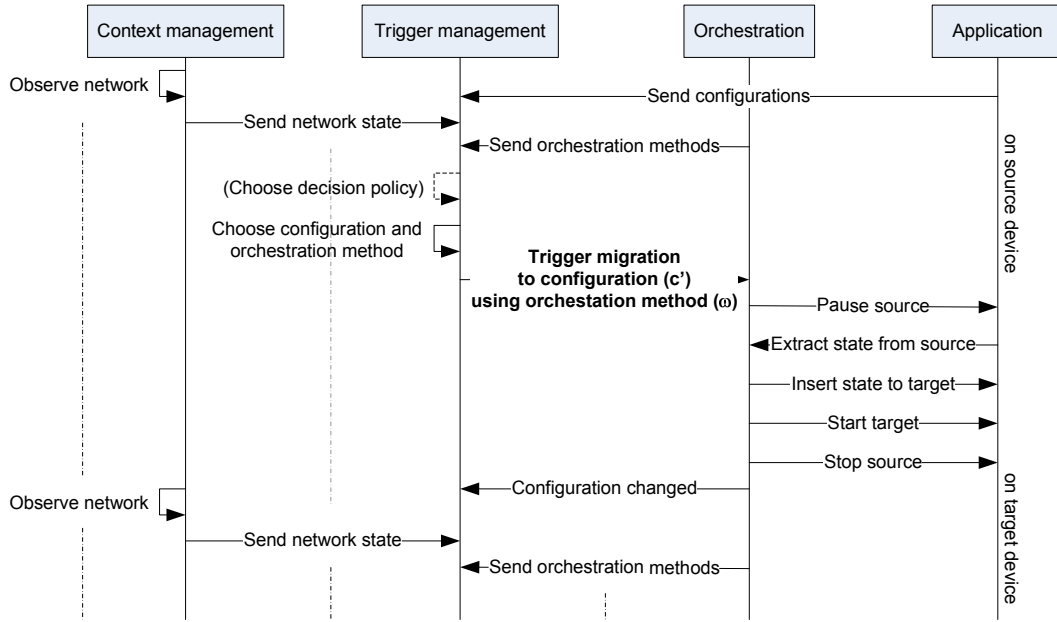 Context management
Trigger management
Orchestration
Application
Observe network
Send configurations
Send network state
Send orchestration methods
(Choose decision policy)
Choose configuration and
orchestration method
on source device
Trigger migration
to configuration (c’)
using orchestation method (ω)
Pause source
Extract state from source
Insert state to target
Start target
Stop source
Configuration changed
Observe network
Send network state
Send orchestration methods
on target device